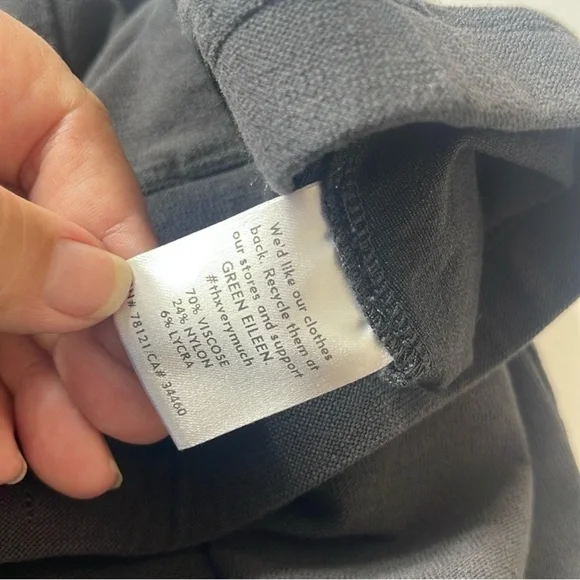 We'd like our clothes
back. Recycle them at
our stores and support
GREEN EILEEN.
#thxverymuch
70% VISCOSE
24% NYLON
6% LYCRA
78121 CA# 34460